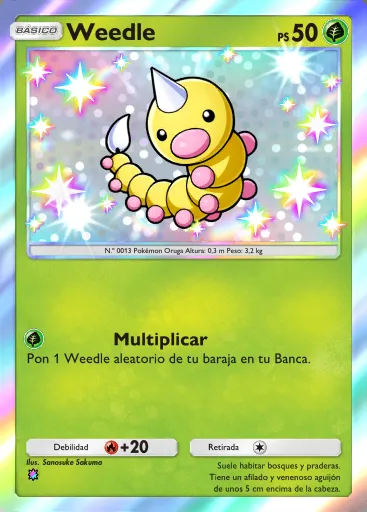 BÁSICO Weedle PS 50
N.º 0013 Pokémon Oruga Altura: 0,3 m Peso: 3,2 kg
Multiplicar
Pon 1 Weedle aleatorio de tu baraja en tu Banca.
Debilidad +20 Retirada
Ilus. Sanosuke Sakuma
Suele habitar bosques y praderas.
Tiene un afilado y venenoso aguijón
de unos 5 cm encima de la cabeza.